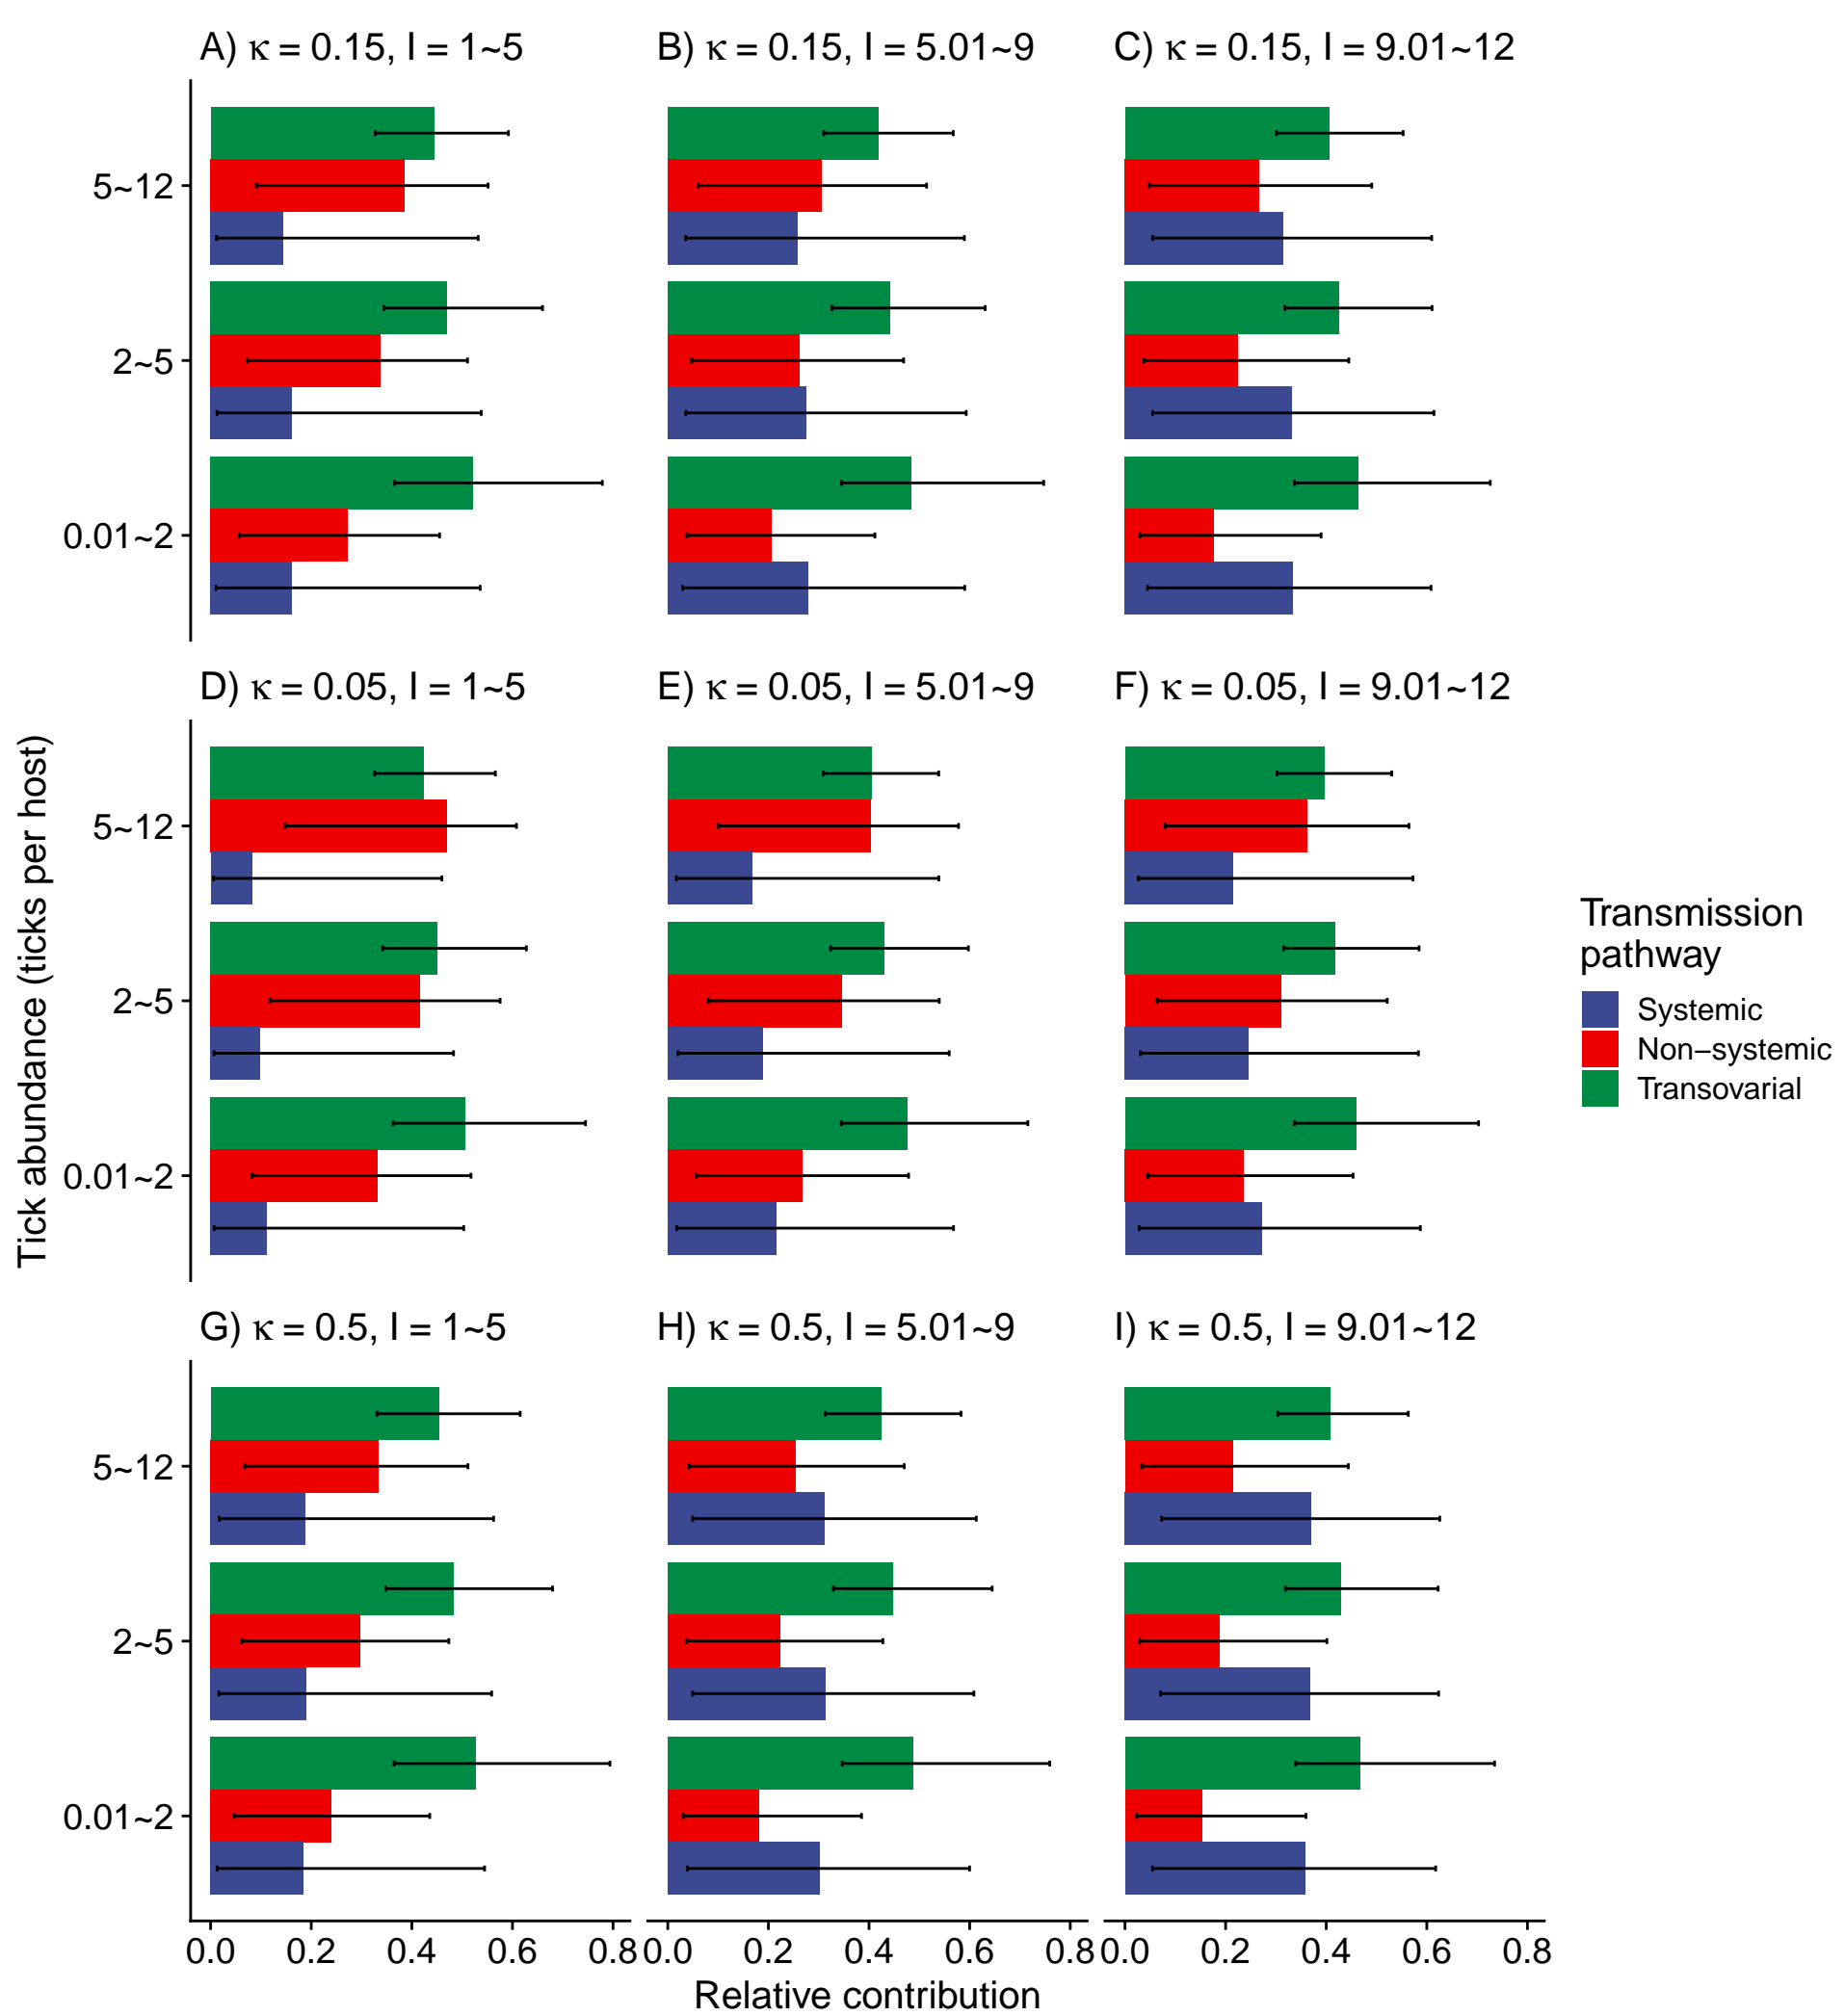 A) κ = 0.15, I = 1~5
B) κ = 0.15, I = 5.01~9
C) κ = 0.15, I = 9.01~12
5~12
2~5
0.01~2
D) κ = 0.05, I = 1~5
E) κ = 0.05, I = 5.01~9
F) κ = 0.05, I = 9.01~12
5~12
2~5
0.01~2
Tick abundance (ticks per host)
G) κ = 0.5, I = 1~5
H) κ = 0.5, I = 5.01~9
I) κ = 0.5, I = 9.01~12
5~12
2~5
0.01~2
0.0 0.2 0.4 0.6 0.8
0.0 0.2 0.4 0.6 0.8
0.0 0.2 0.4 0.6 0.8
Relative contribution
Transmission
pathway
Systemic
Non−systemic
Transovarial